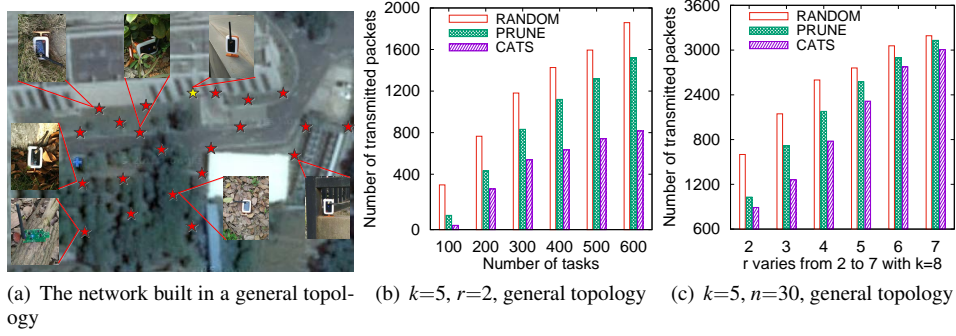 2000
1600
1200
800
400
0
Number of transmitted packets
RANDOM
PRUNE
CATS
100 200 300 400 500 600
Number of tasks
3600
3000
2400
1800
1200
600
Number of transmitted packets
RANDOM
PRUNE
CATS
2 3 4 5 6 7
r varies from 2 to 7 with k=8
(a) The network built in a general topol-
ogy
(b) k=5, r=2, general topology
(c) k=5, n=30, general topology